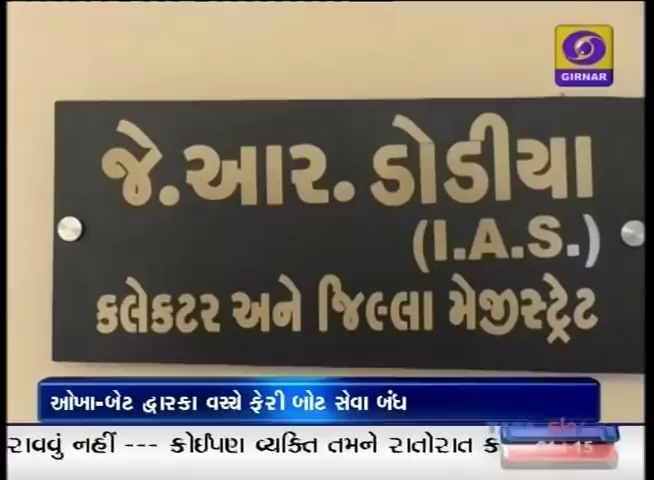 GIRNAR
જે.આર. ડોડીયા
(I.A.S.)
કલેકટર અને જિલ્લા મેજીસ્ટ્રેટ
ઓખા-બેટ દ્વારકા વચ્ચે ફેરી બોટ સેવા બંધ
રાવવું નહીં --- કોઈપણ વ્યક્તિ તમને રાતોરાત ક